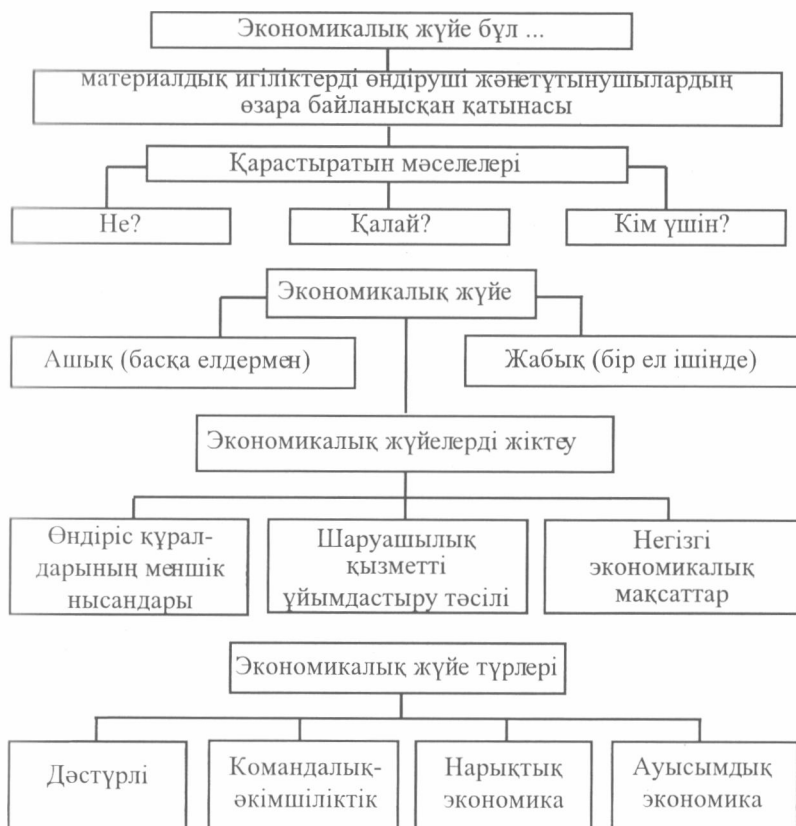 Экономикалық жүйе бұл ...
материалдық игіліктерді өндіруші жәнетұтынушылардың
өзара байланысқан қатынасы
Қарастыратын мәселелері
Не?
Қалай?
Кім үшін?
Экономикалық жүйе
Ашық (басқа елдермен)
Жабық (бір ел ішінде)
Экономикалық жүйелерді жіктеу
Өндіріс құрал-
дарының меншік
нысандары
Шаруашылық
қызметті
ұйымдастыру тәсілі
Негізгі
экономикалық
мақсаттар
Экономикалық жүйе түрлері
Дәстүрлі
Командалық-
әкімшіліктік
Нарықтық
экономика
Ауысымдық
экономика